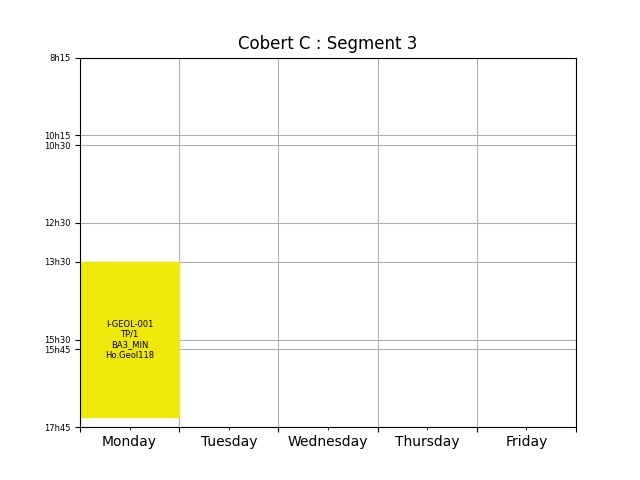 Cobert C : Segment 3
8h15
10h15
10h30
12h30
13h30
I-GEOL-001
TP/1
BA3_MIN
Ho.Geol118
15h30
15h45
17h45
Monday Tuesday Wednesday Thursday Friday